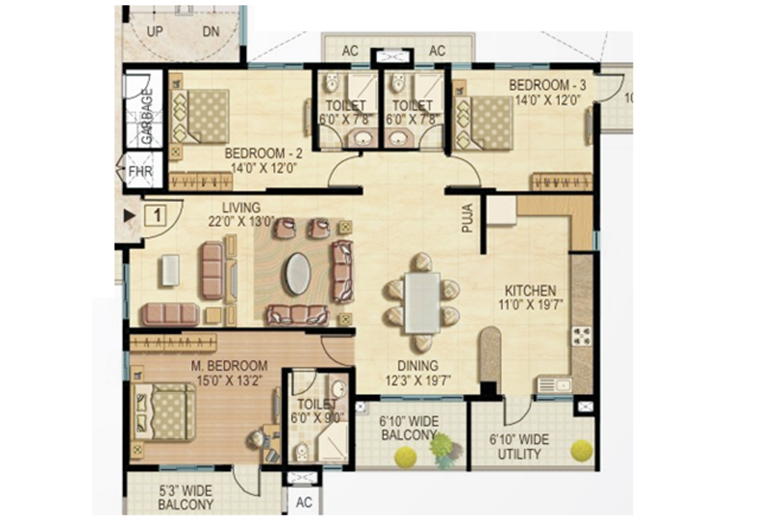 UP DN
AC AC
GARBAGE
TOILET
6'0" X 7'8"
TOILET
6'0" X 7'8"
BEDROOM - 3
14'0" X 12'0"
10
BEDROOM - 2
14'0" X 12'0"
FHR
1
LIVING
22'0" X 13'0"
PUJA
KITCHEN
11'0" X 19'7"
M. BEDROOM
15'0" X 13'2"
DINING
12'3" X 19'7"
TOILET
6'0" X 9'0"
6'10" WIDE
BALCONY
6'10" WIDE
UTILITY
5'3" WIDE
BALCONY
AC